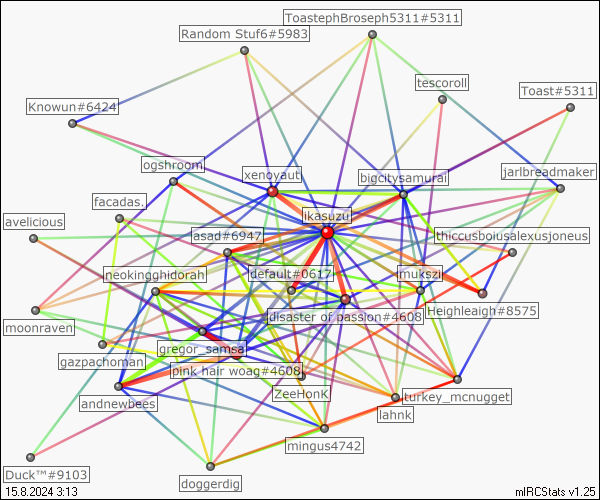 ToastephBroseph5311#5311
Random Stuf6#5983
tescoroll
Toast#5311
Knowun#6424
ogshroom
xenoyaut
bigcitysamurai
jarlbreadmaker
facadas.
ikasuzu
avelicious
asad#6947
thiccusboiusalexusjoneus
neokingghidorah
default#0617
mukszi
disaster of passion#4608
Heighleaigh#8575
moonraven
gregor_samsa
gazpachoman
pink hair woag#4608
ZeeHonk
turkey_mcnugget
andnewbees
lahnk
mingus4742
Duck™#9103
doggerdig
15.8.2024 3:13
mIRCStats v1.25